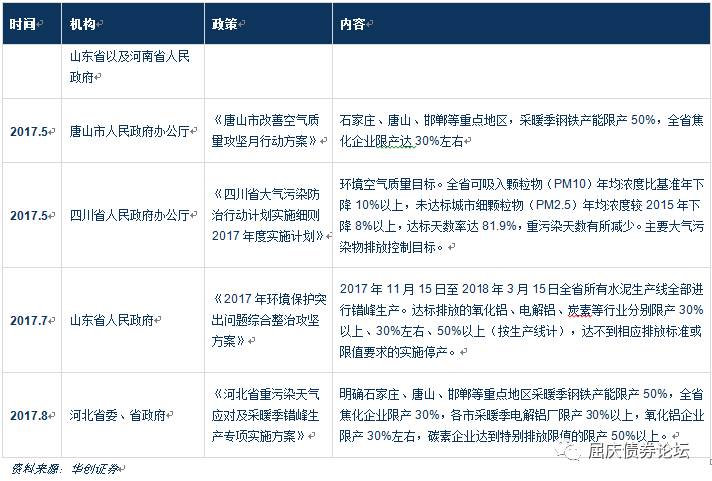 时间 机构 政策 内容
山东省以及河南省人民
政府
2017.5 唐山市人民政府办公厅
《唐山市改善空气质
量攻坚月行动方案》
石家庄、唐山、邯郸等重点地区，采暖季钢铁产能限产 50%，全省焦
化企业限产达 30%左右
2017.5 四川省人民政府办公厅
《四川省大气污染防
治行动计划实施细则
2017 年度实施计划》
环境空气质量目标。全省可吸入颗粒物（PM10）年均浓度比基准年下
降 10%以上，未达标城市细颗粒物（PM2.5）年均浓度较 2015 年下
降 8%以上，达标天数率达 81.9%，重污染天数有所减少。主要大气污
染物排放控制目标。
2017.7 山东省人民政府
《2017 年环境保护突
出问题综合整治攻坚
方案》
2017 年 11 月 15 日至 2018 年 3 月 15 日全省所有水泥生产线全部进
行错峰生产。达标排放的氧化铝、电解铝、炭素等行业分别限产 30%
以上、30%左右、50%以上（按生产线计），达不到相应排放标准或
限值要求的实施停产。
2017.8 河北省委、省政府
《河北省重污染天气
应对及采暖季错峰生
产专项实施方案》
明确石家庄、唐山、邯郸等重点地区采暖季钢铁产能限产 50%，全省
焦化企业限产 30%，各市采暖季电解铝厂限产 30%以上，氧化铝企业
限产 30%左右，碳素企业达到特别排放限值的限产 50%以上。
资料来源：华创证券
屈庆债券论坛